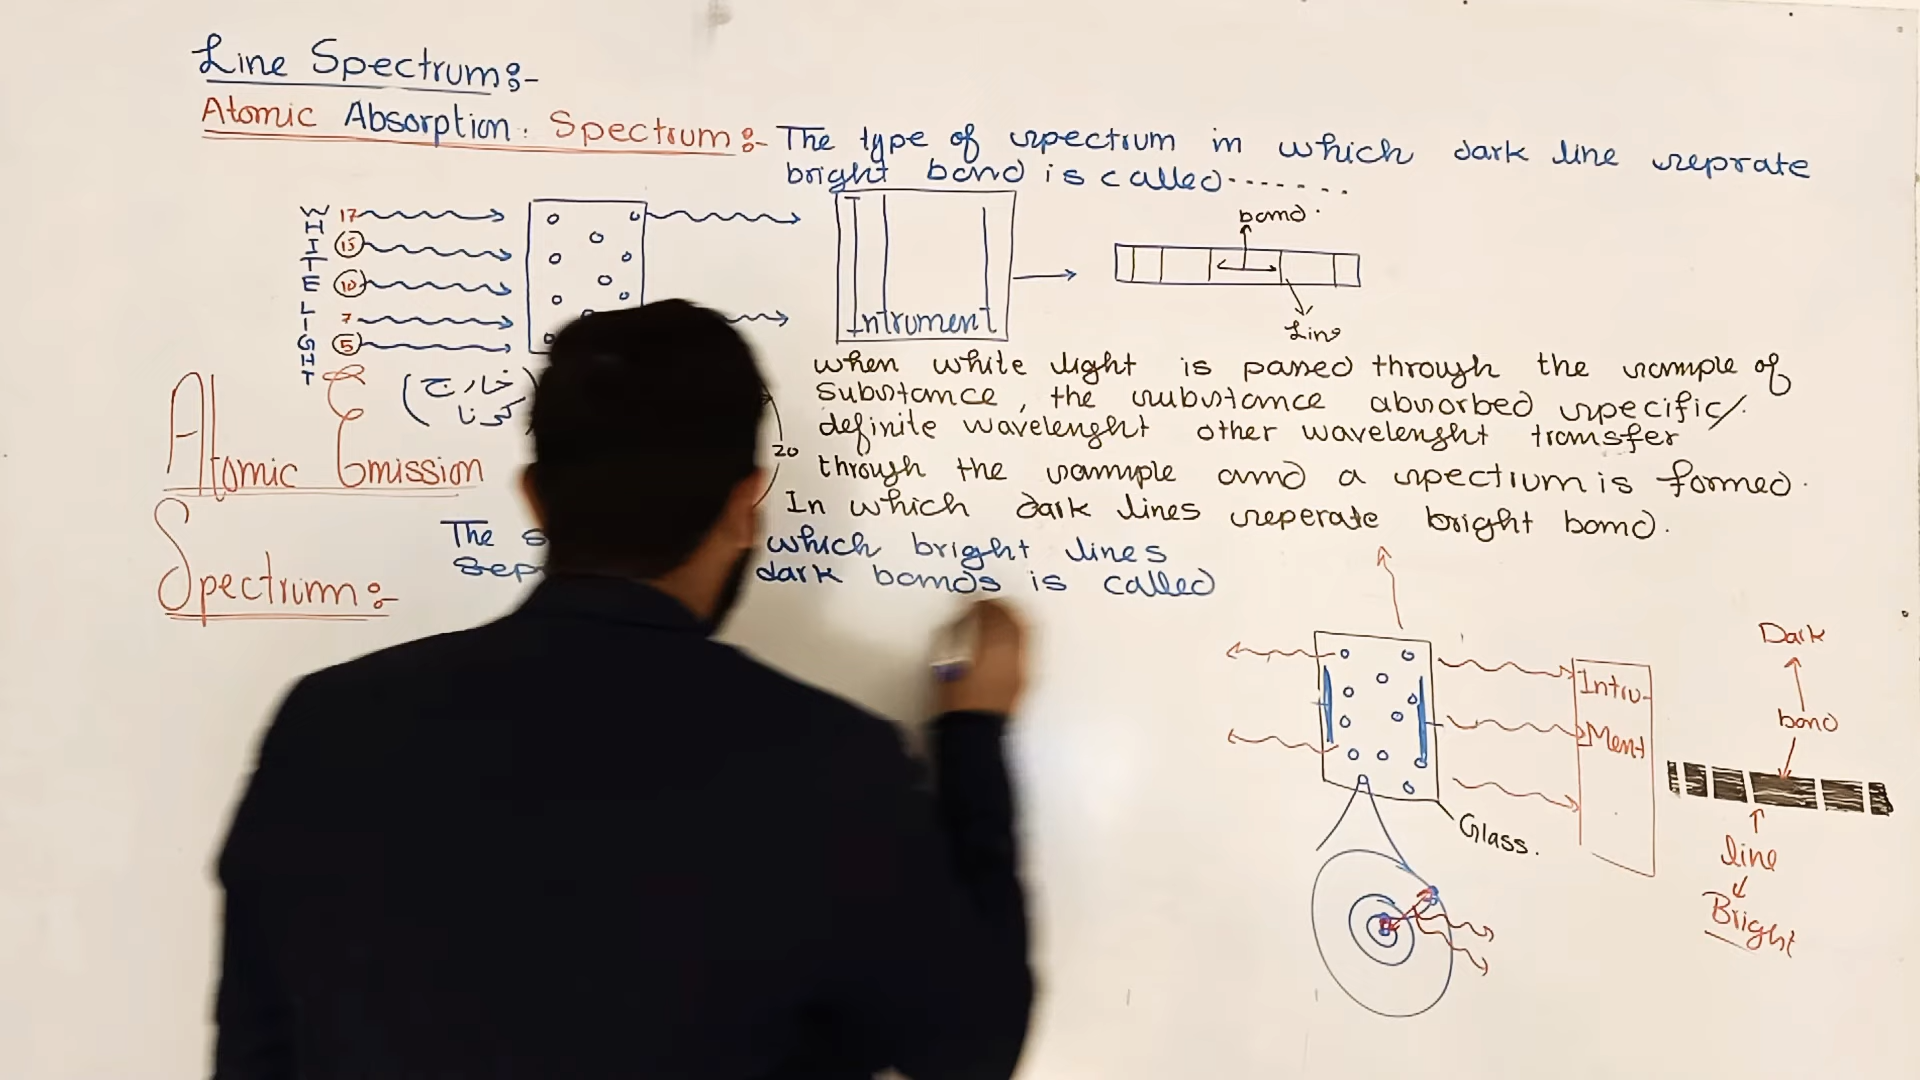 Line Spectrum:-
Atomic Absorption. Spectrum:- The type of spectrum in which dark line seprate
bright band is called.......
WHITE LIGHT
17
15
10
7
5
Intrument
band.
Line
(خارج
کرنا
20
when white light is passed through the sample of
substance, the substance absorbed specific/
definite wavelenght other wavelenght transfer
through the sample and a spectrum is formed.
In which dark lines seperate bright band.
Atomic Emission
Spectrum:-
The which bright lines
dark bands is called
Intru-
Ment
Glass.
Dark
band
line
Bright